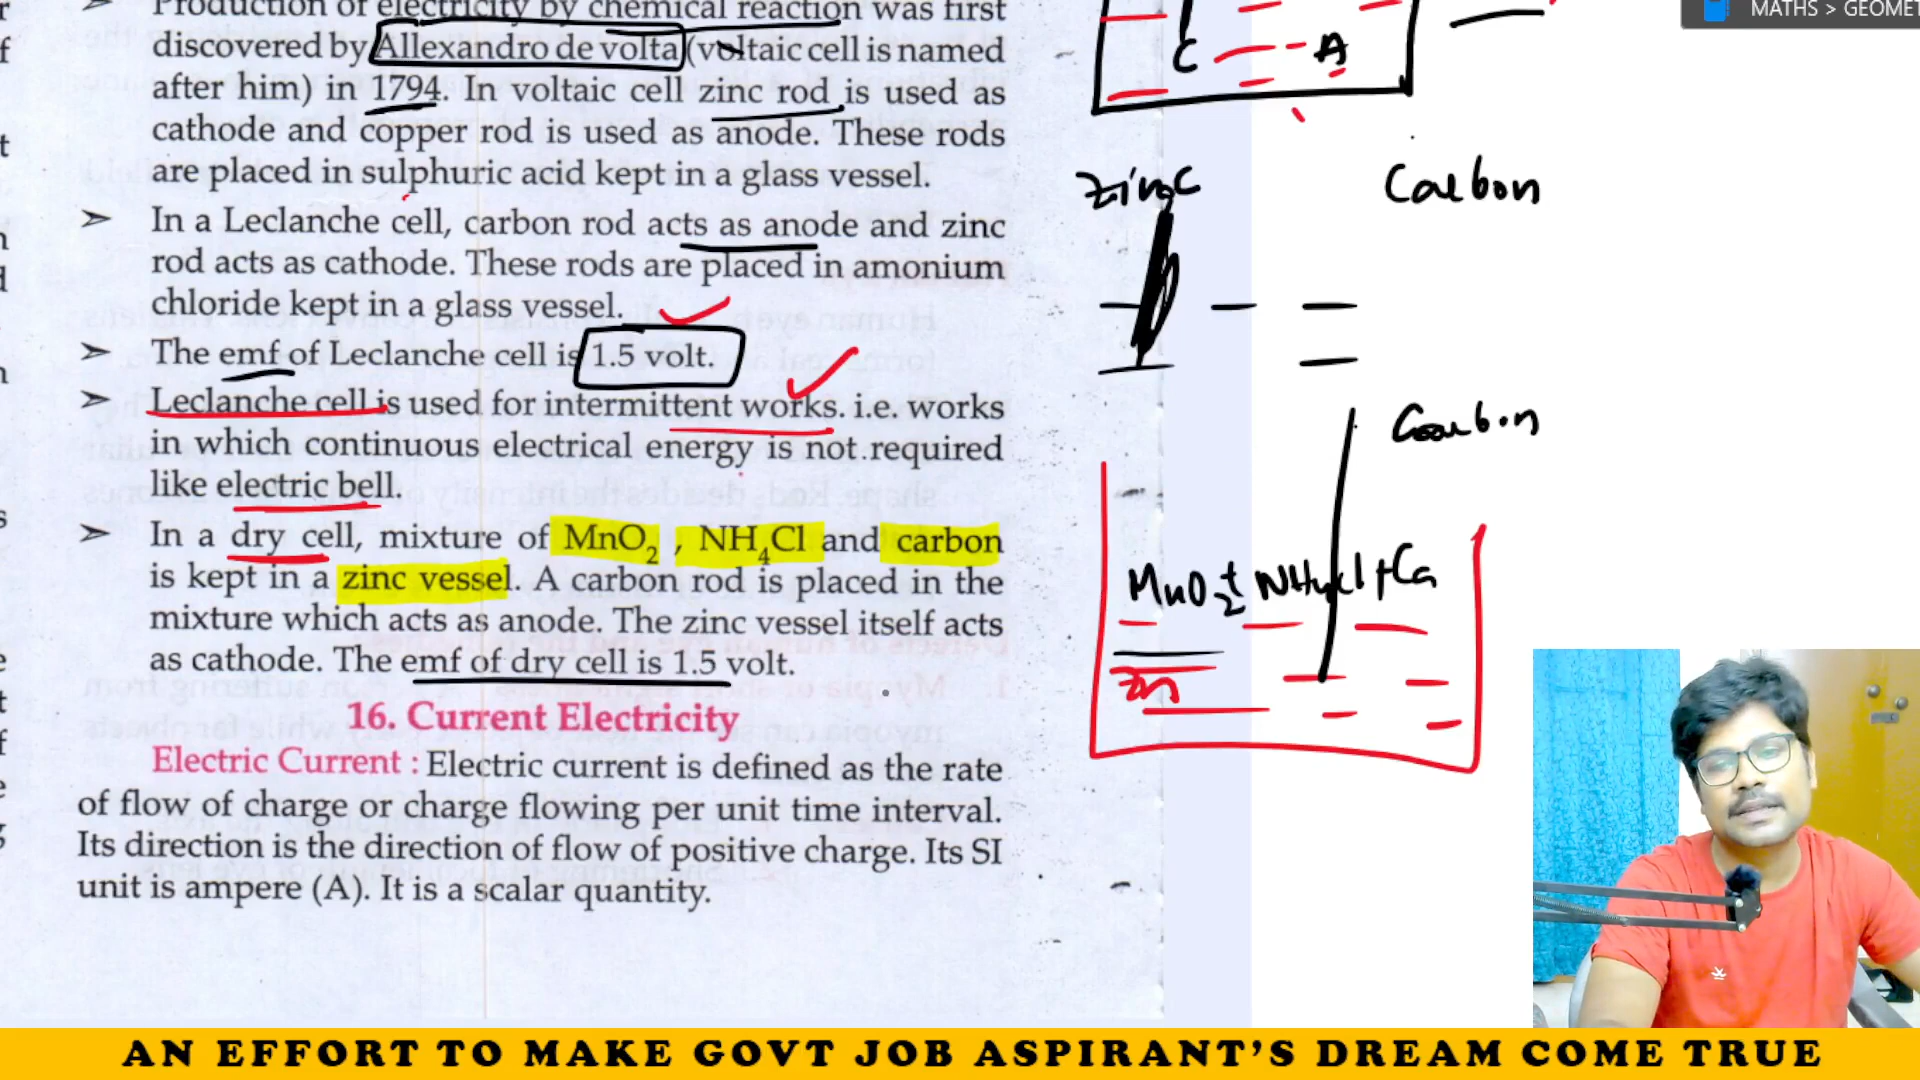 Production of electricity by chemical reaction was first
discovered by Allexandro de volta (voltaic cell is named
after him) in 1794. In voltaic cell zinc rod is used as
cathode and copper rod is used as anode. These rods
are placed in sulphuric acid kept in a glass vessel.
➤ In a Leclanche cell, carbon rod acts as anode and zinc
rod acts as cathode. These rods are placed in amonium
chloride kept in a glass vessel.
➤ The emf of Leclanche cell is 1.5 volt.
➤ Leclanche cell is used for intermittent works. i.e. works
in which continuous electrical energy is not required
like electric bell.
➤ In a dry cell, mixture of MnO₂ , NH₄Cl and carbon
is kept in a zinc vessel. A carbon rod is placed in the
mixture which acts as anode. The zinc vessel itself acts
as cathode. The emf of dry cell is 1.5 volt.
16. Current Electricity
Electric Current : Electric current is defined as the rate
of flow of charge or charge flowing per unit time interval.
Its direction is the direction of flow of positive charge. Its SI
unit is ampere (A). It is a scalar quantity.
MATHS > GEOMET
C A
Zinc Carbon
Carbon
MnO₂ + NH₄Cl + Ca
Zn
AN EFFORT TO MAKE GOVT JOB ASPIRANT'S DREAM COME TRUE